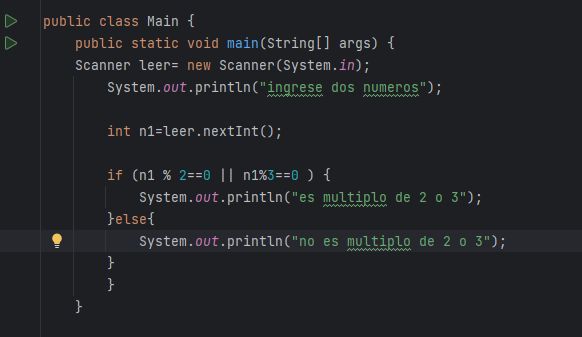 public class Main {
public static void main(String[] args) {
Scanner leer= new Scanner(System.in);
System.out.println("ingrese dos numeros");
int n1=leer.nextInt();
if (n1 % 2==0 || n1%3==0 ) {
System.out.println("es multiplo de 2 o 3");
}else{
System.out.println("no es multiplo de 2 o 3");
}
}
}